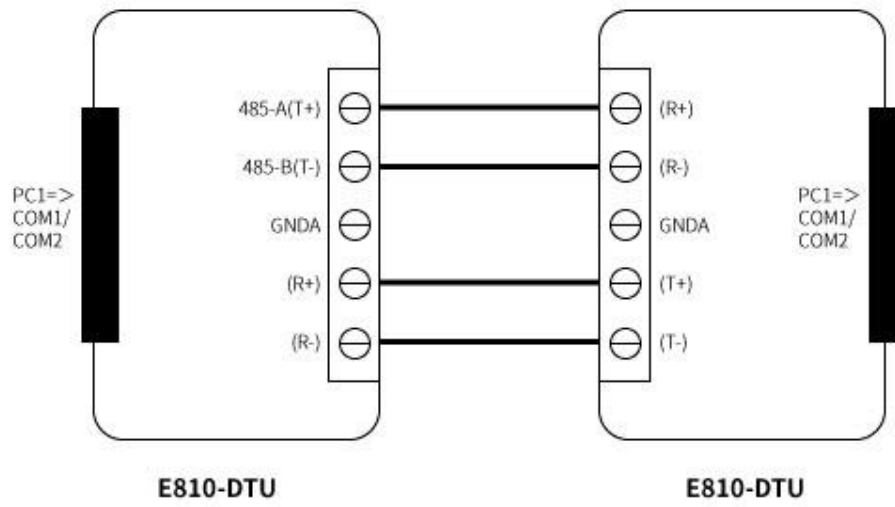 485-A(T+)
485-B(T-)
GNDA
(R+)
(R-)
PC1=>
COM1/
COM2
E810-DTU
(R+)
(R-)
GNDA
(T+)
(T-)
PC1=>
COM1/
COM2
E810-DTU